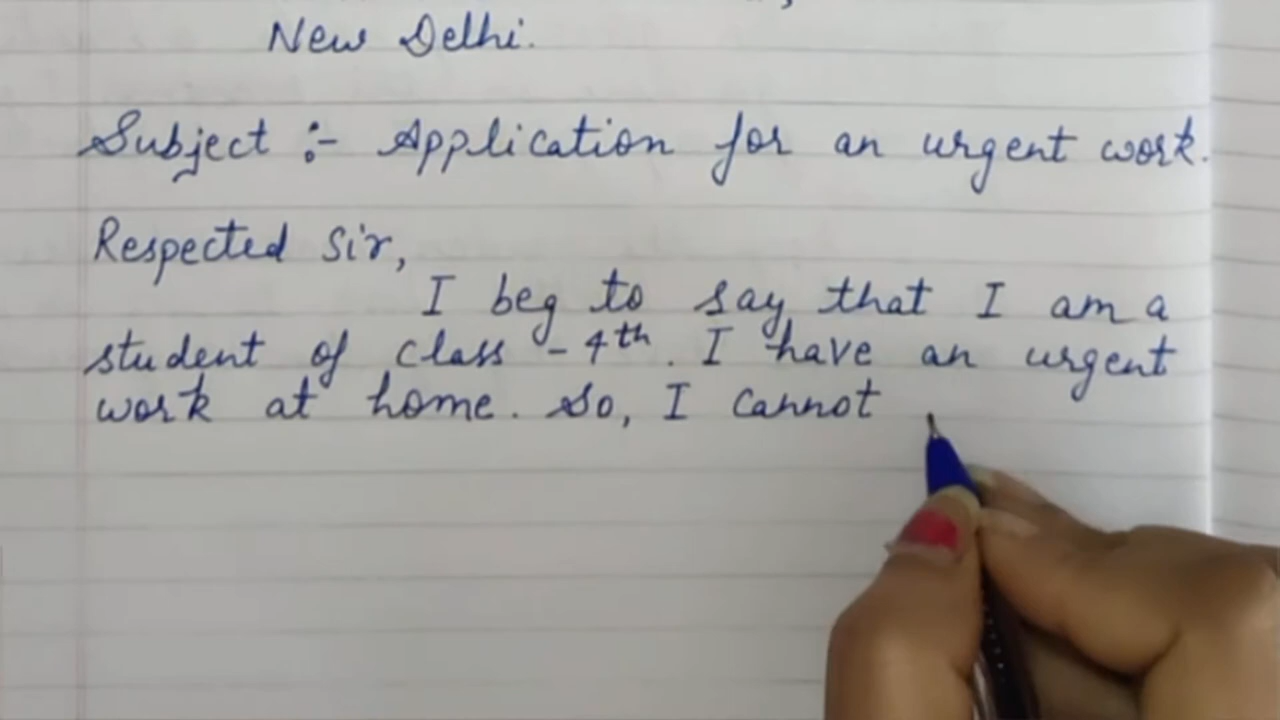 New Delhi.
Subject :- Application for an urgent work.
Respected Sir,
I beg to say that I am a
student of class - 4th. I have an urgent
work at home. So, I cannot